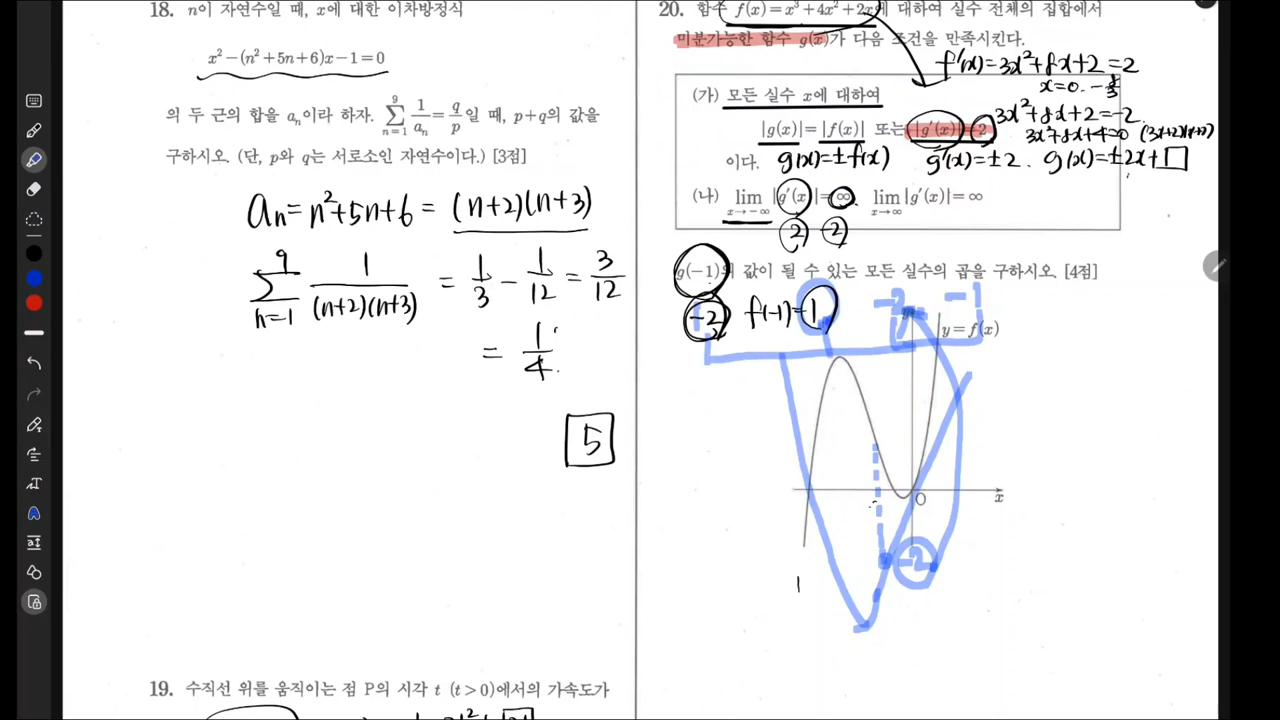 18. n이 자연수일 때, x에 대한 이차방정식
x²−(n²+5n+6)x−1=0
의 두 근의 합을 aₙ이라 하자. ∑_{n=1}^{9} 1/aₙ = q/p일 때, p+q의 값을
구하시오. (단, p와 q는 서로소인 자연수이다.) [3점]
aₙ = n²+5n+6 = (n+2)(n+3)
∑_{n=1}^{9} 1/((n+2)(n+3)) = 1/3 − 1/12 = 3/12
= 1/4
5
19. 수직선 위를 움직이는 점 P의 시각 t (t>0)에서의 가속도가
20. 함수 f(x)=x³+4x²+2x에 대하여 실수 전체의 집합에서
미분가능한 함수 g(x)가 다음 조건을 만족시킨다.
f'(x)=3x²+8x+2=2
x=0.
(가) 모든 실수 x에 대하여
3x²+8x+2=-2
|g(x)|=|f(x)| 또는 |g'(x)|=2
3x²+8x+4=0 (3x+2)(x+2)
이다. g(x)=±f(x) g'(x)=±2. g(x)=±2x+□
(나) lim_{x→−∞} |g'(x)|=∞, lim_{x→∞} |g'(x)|=∞
2 -2
g(−1)의 값이 될 수 있는 모든 실수의 곱을 구하시오. [4점]
-2 f(-1)=1
-2 -1
y
y=f(x)
O
x
-2